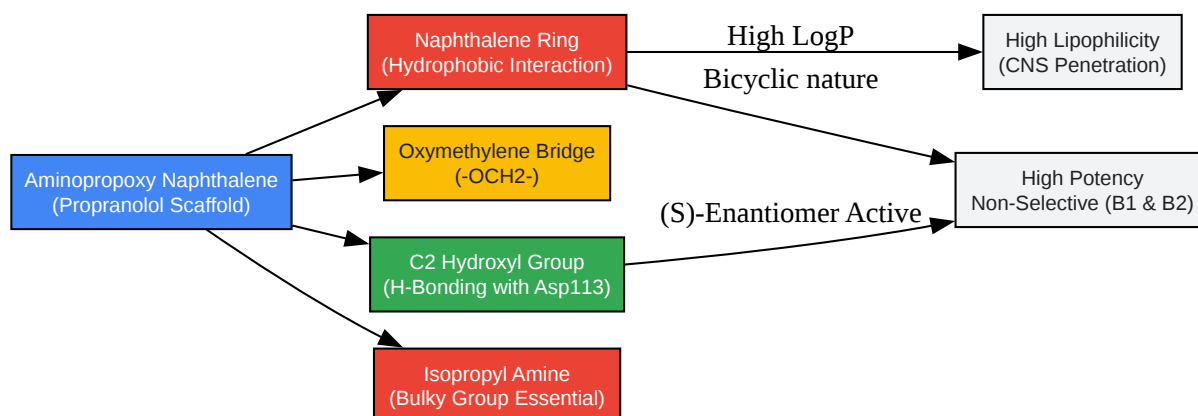 Aminopropoxy Naphthalene
(Propranolol Scaffold)
Naphthalene Ring
(Hydrophobic Interaction)
Oxymethylene Bridge
(-OCH2-)
C2 Hydroxyl Group
(H-Bonding with Asp113)
Isopropyl Amine
(Bulky Group Essential)
High LogP
Bicyclic nature
(S)-Enantiomer Active
High Lipophilicity
(CNS Penetration)
High Potency
Non-Selective (B1 & B2)